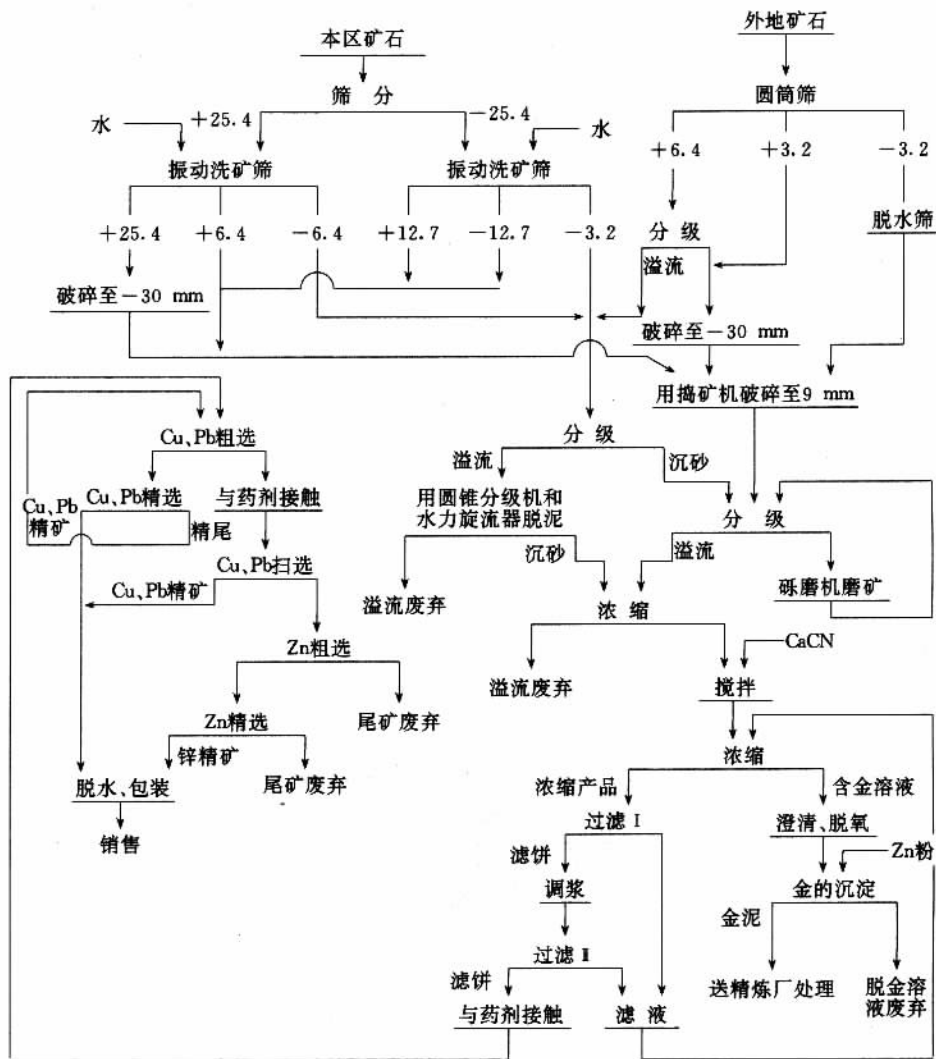 本区矿石
外地矿石
筛 分
圆筒筛
水
+25.4
-25.4
水
+6.4
+3.2
-3.2
振动洗矿筛
振动洗矿筛
脱水筛
+25.4
+6.4
-6.4
+12.7
-12.7
-3.2
分 级
溢流
破碎至-30 mm
破碎至-30 mm
用捣矿机破碎至9 mm
Cu、Pb粗选
分 级
溢流
沉砂
Cu、Pb精选
与药剂接触
用圆锥分级机和
水力旋流器脱泥
分 级
Cu、Pb
精矿
精尾
沉砂
溢流
Cu、Pb扫选
砾磨机磨矿
Cu、Pb精矿
溢流废弃
浓 缩
Zn粗选
CaCN
溢流废弃
搅拌
Zn精选
尾矿废弃
锌精矿
浓缩
脱水、包装
尾矿废弃
浓缩产品
含金溶液
销售
过滤Ⅰ
澄清、脱氧
滤饼
Zn粉
调浆
金的沉淀
金泥
过滤Ⅱ
滤饼
送精炼厂处理
脱金溶
液废弃
与药剂接触
滤 液